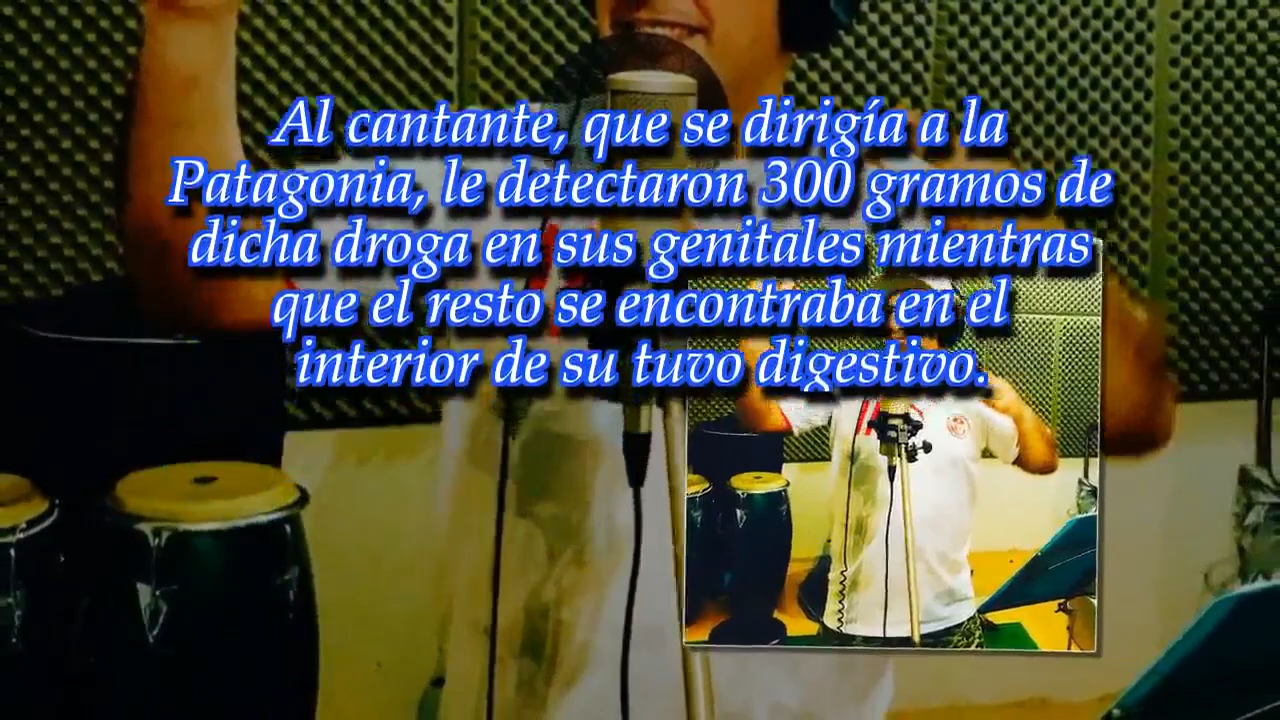 Al cantante, que se dirigía a la
Patagonia, le detectaron 300 gramos de
dicha droga en sus genitales mientras
que el resto se encontraba en el
interior de su tuvo digestivo.